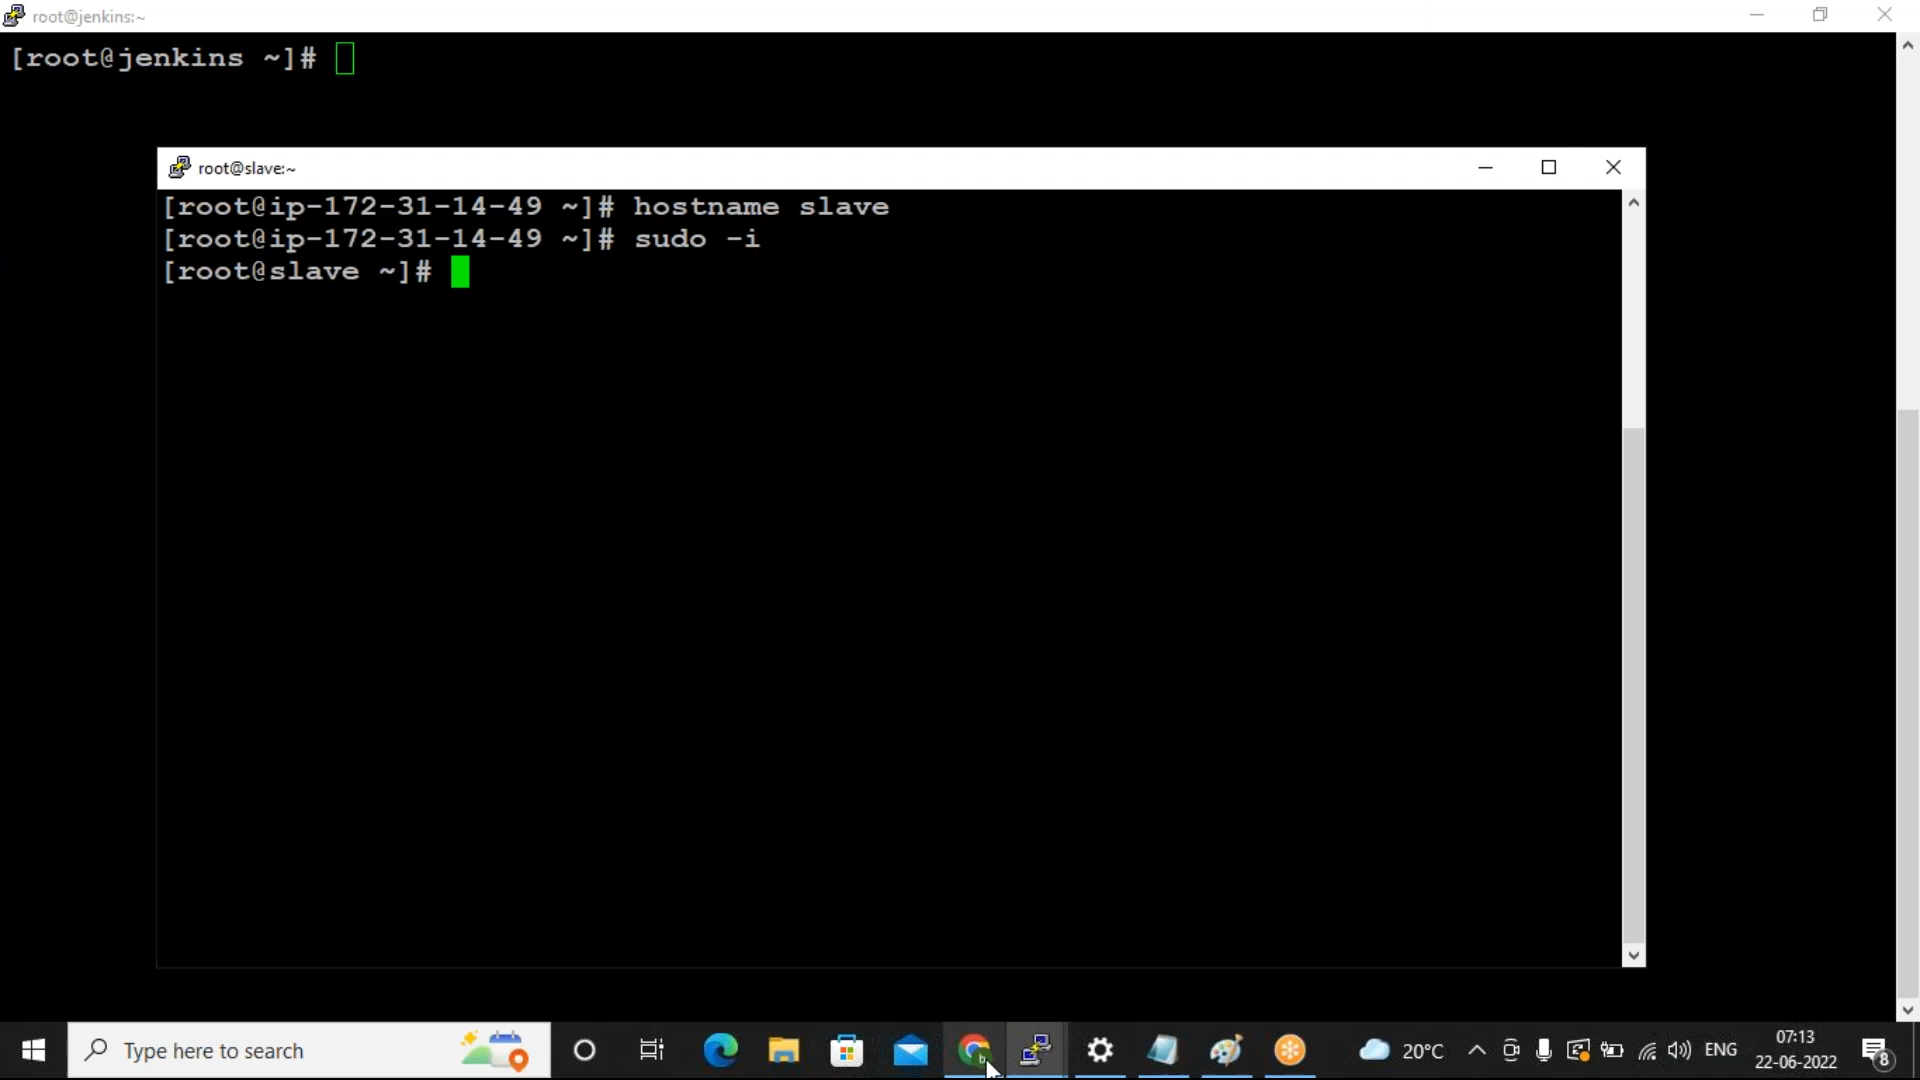 root@jenkins:~
[root@jenkins ~]#
root@slave:~
[root@ip-172-31-14-49 ~]# hostname slave
[root@ip-172-31-14-49 ~]# sudo -i
[root@slave ~]#
Type here to search
20°C
ENG
07:13
22-06-2022
8